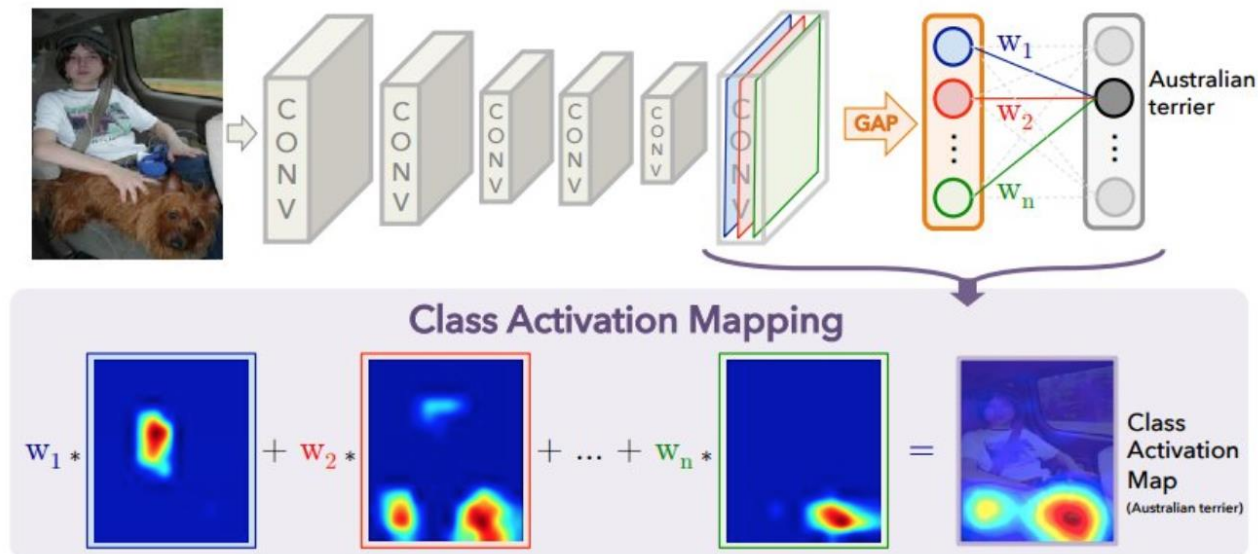 CONV
CONV
CONV
CONV
CONV
CONV
GAP
w1
w2
wn
Australian
terrier
Class Activation Mapping
w1 * + w2 * + ... + wn * =
Class
Activation
Map
(Australian terrier)